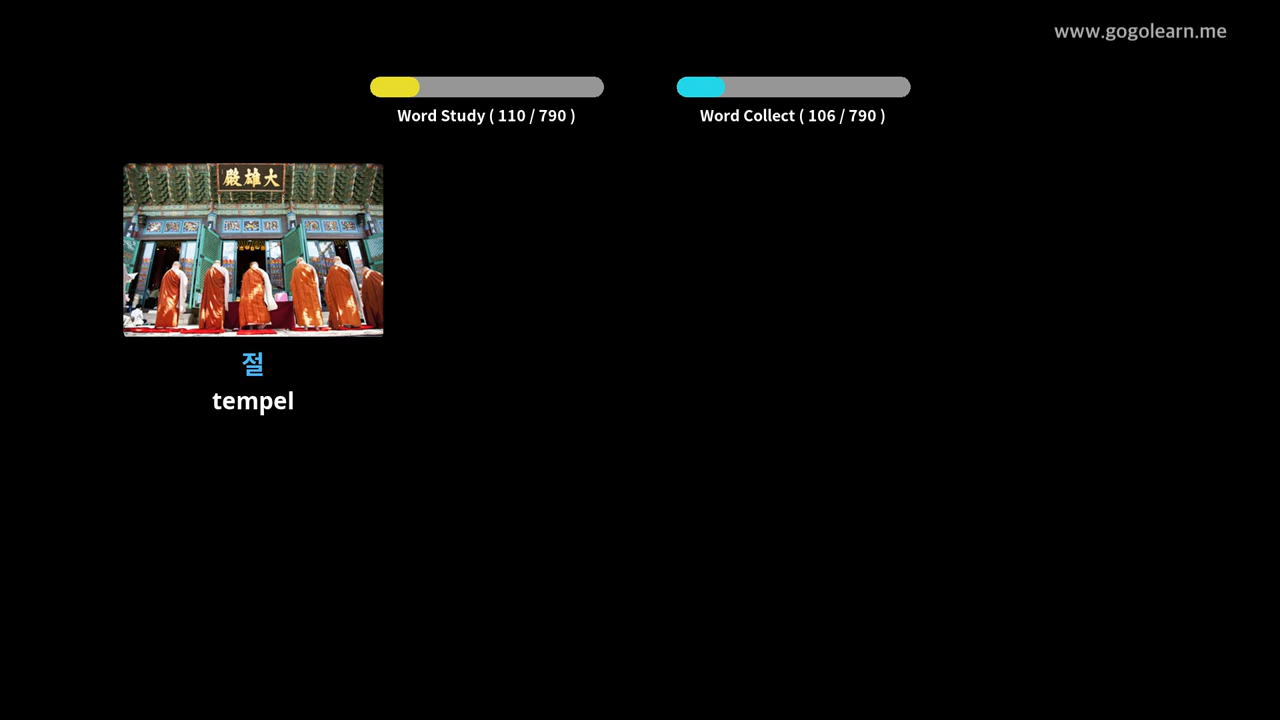 www.gogolearn.me
Word Study ( 110 / 790 )
Word Collect ( 106 / 790 )
殿雄大
절
tempel